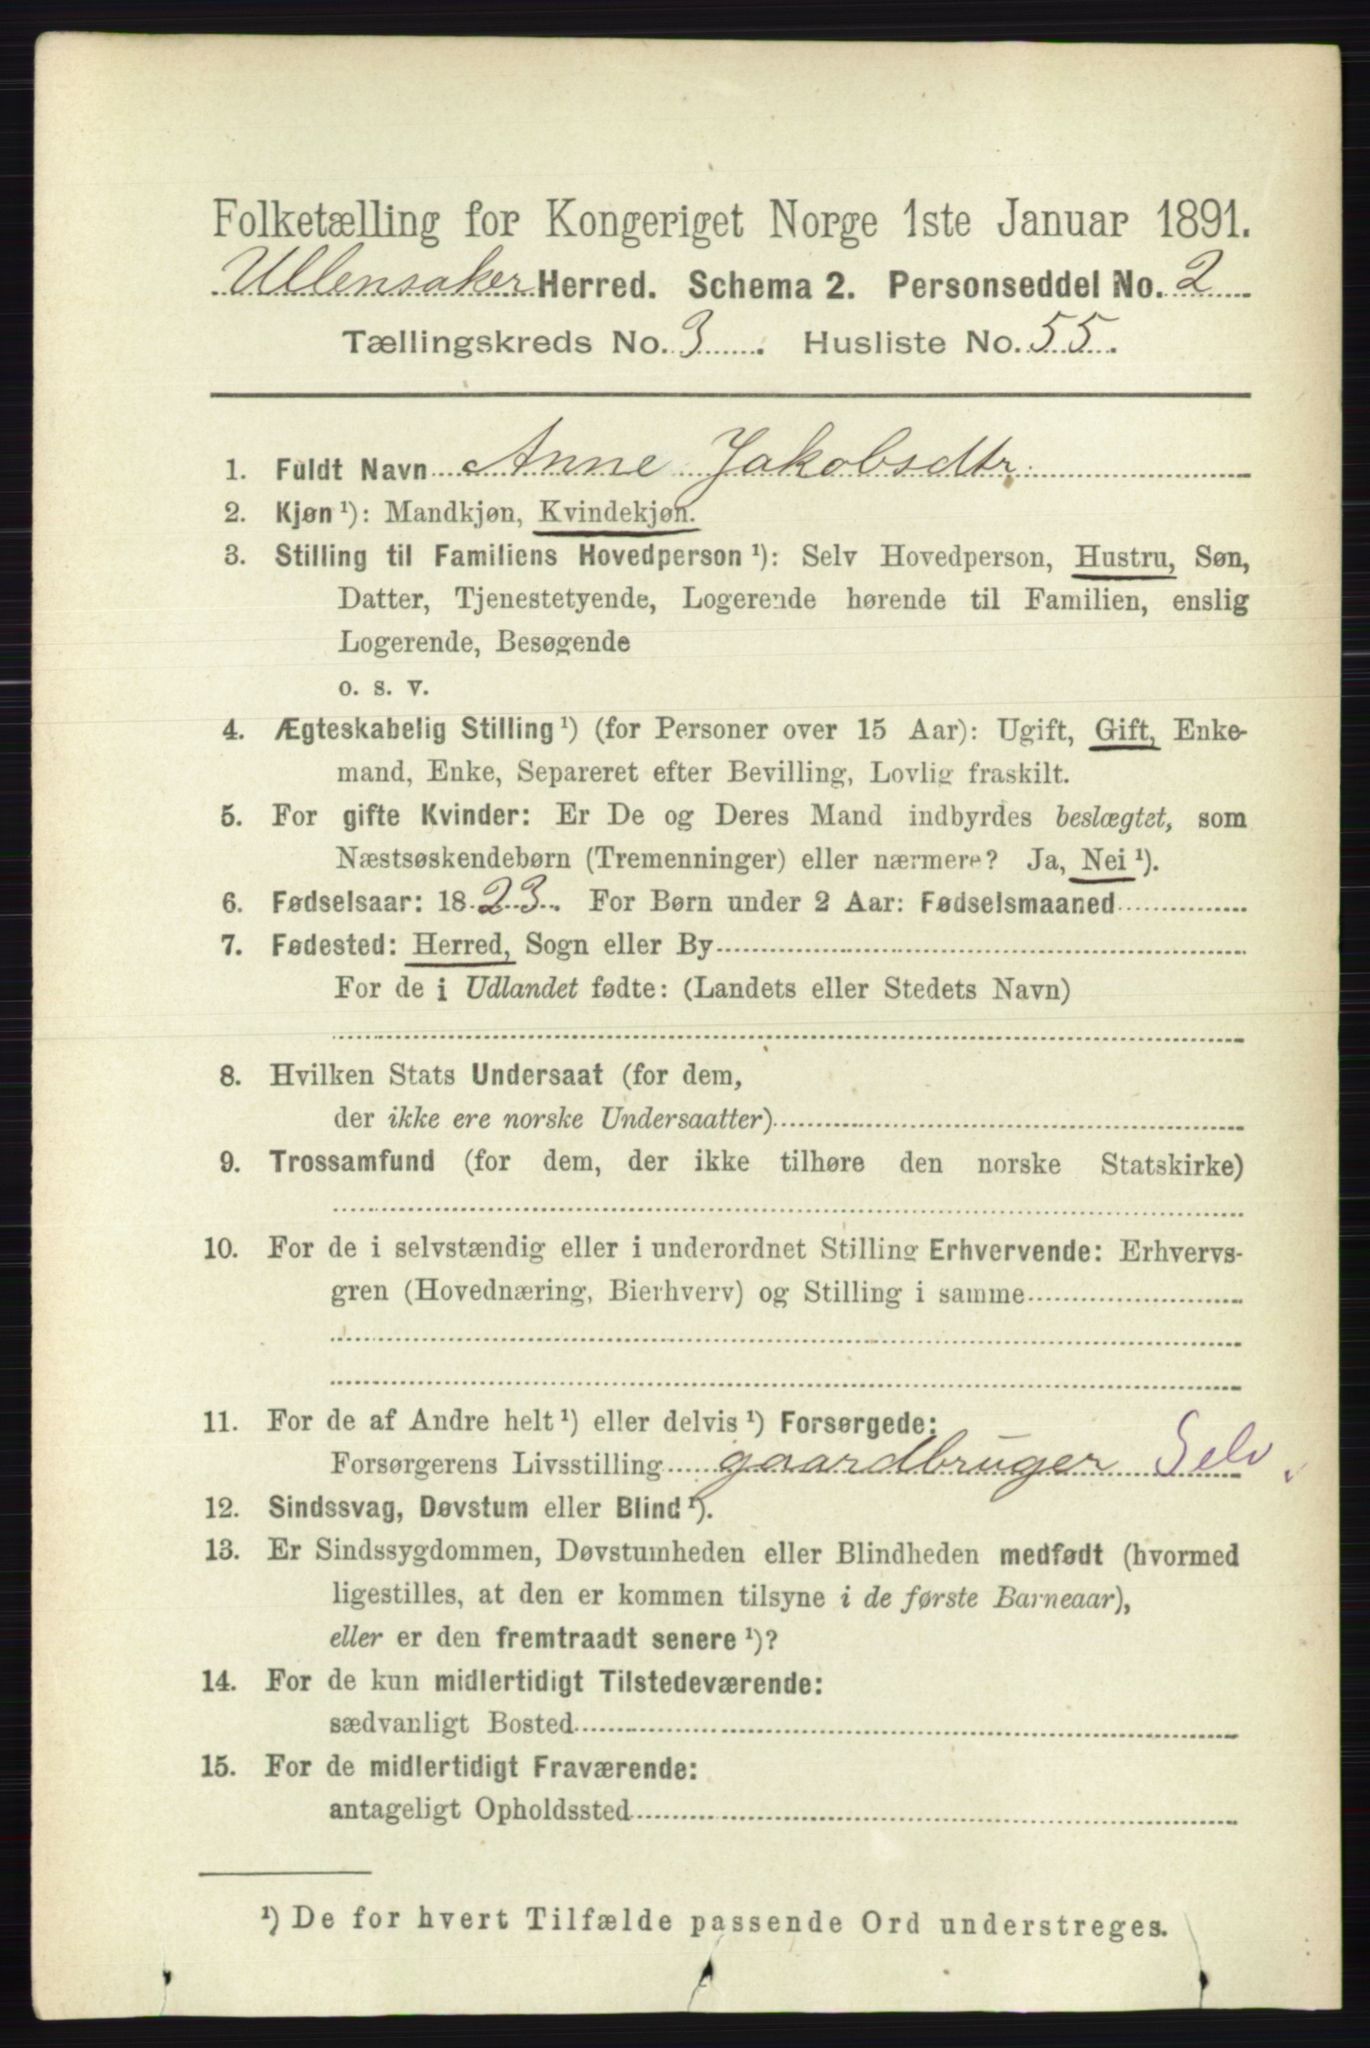 Folketælling for Kongeriget Norge 1ste Januar 1891.
Ullensaker Herred. Schema 2. Personseddel No. 2
Tællingskreds No. 3. Husliste No. 55.
1. Fuldt Navn Anne Jakobsdtr.
2. Kjøn ¹): Mandkjøn, Kvindekjøn.
3. Stilling til Familiens Hovedperson ¹): Selv Hovedperson, Hustru, Søn,
Datter, Tjenestetyende, Logerende hørende til Familien, enslig
Logerende, Besøgende
o. s. v.
4. Ægteskabelig Stilling ¹) (for Personer over 15 Aar): Ugift, Gift, Enke-
mand, Enke, Separeret efter Bevilling, Lovlig fraskilt.
5. For gifte Kvinder: Er De og Deres Mand indbyrdes beslægtet, som
Næstsøskendebørn (Tremenninger) eller nærmere? Ja, Nei ¹).
6. Fødselsaar: 1823. For Børn under 2 Aar: Fødselsmaaned
7. Fødested: Herred, Sogn eller By
For de i Udlandet fødte: (Landets eller Stedets Navn)
8. Hvilken Stats Undersaat (for dem,
der ikke ere norske Undersaatter)
9. Trossamfund (for dem, der ikke tilhøre den norske Statskirke)
10. For de i selvstændig eller i underordnet Stilling Erhvervende: Erhvervs-
gren (Hovednæring, Bierhverv) og Stilling i samme
11. For de af Andre helt ¹) eller delvis ¹) Forsørgede:
Forsørgerens Livsstilling gaardbruger Selv
12. Sindssvag, Døvstum eller Blind ¹).
13. Er Sindssygdommen, Døvstumheden eller Blindheden medfødt (hvormed
ligestilles, at den er kommen tilsyne i de første Barneaar),
eller er den fremtraadt senere ¹)?
14. For de kun midlertidigt Tilstedeværende:
sædvanligt Bosted
15. For de midlertidigt Fraværende:
antageligt Opholdssted
¹) De for hvert Tilfælde passende Ord understreges.